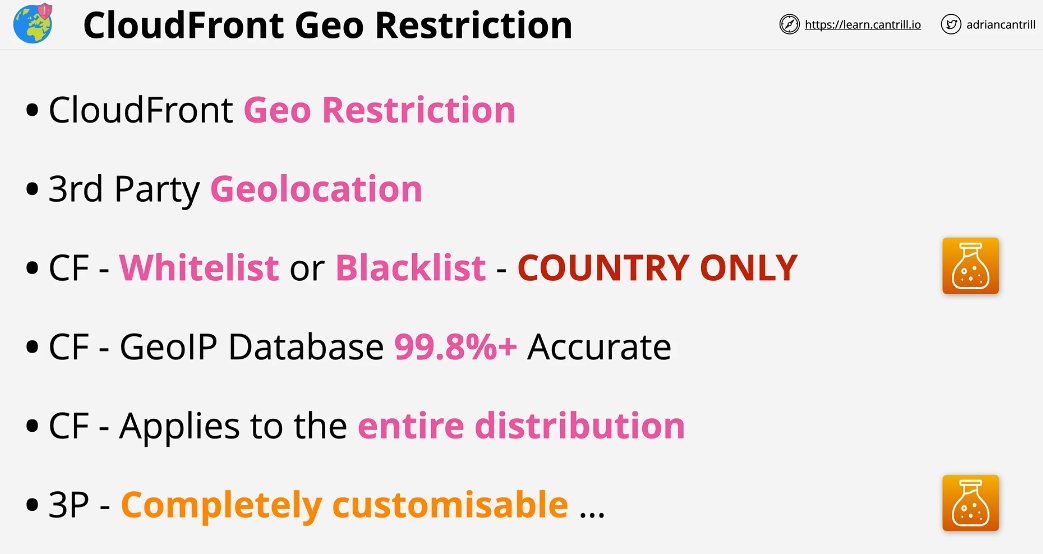 CloudFront Geo Restriction
https://learn.cantrill.io
adriancantrill
• CloudFront Geo Restriction
• 3rd Party Geolocation
• CF - Whitelist or Blacklist - COUNTRY ONLY
• CF - GeoIP Database 99.8%+ Accurate
• CF - Applies to the entire distribution
• 3P - Completely customisable ...